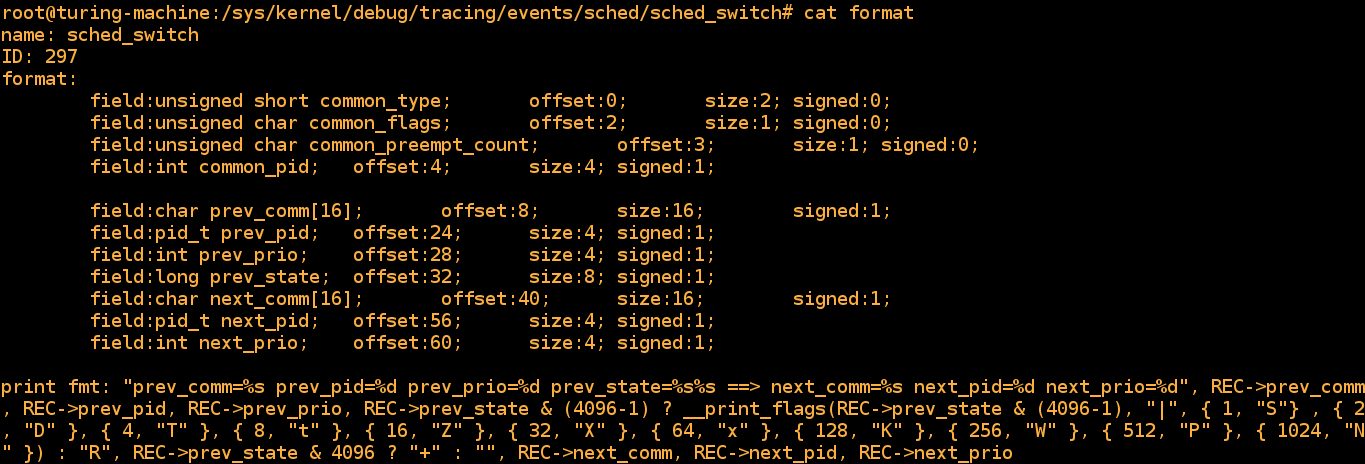 root@turing-machine:/sys/kernel/debug/tracing/events/sched/sched_switch# cat format
name: sched_switch
ID: 297
format:
        field:unsigned short common_type;       offset:0;       size:2; signed:0;
        field:unsigned char common_flags;       offset:2;       size:1; signed:0;
        field:unsigned char common_preempt_count;       offset:3;       size:1; signed:0;
        field:int common_pid;   offset:4;       size:4; signed:1;

        field:char prev_comm[16];       offset:8;       size:16;        signed:1;
        field:pid_t prev_pid;   offset:24;      size:4; signed:1;
        field:int prev_prio;    offset:28;      size:4; signed:1;
        field:long prev_state;  offset:32;      size:8; signed:1;
        field:char next_comm[16];       offset:40;      size:16;        signed:1;
        field:pid_t next_pid;   offset:56;      size:4; signed:1;
        field:int next_prio;    offset:60;      size:4; signed:1;

print fmt: "prev_comm=%s prev_pid=%d prev_prio=%d prev_state=%s%s ==> next_comm=%s next_pid=%d next_prio=%d", REC->prev_comm
, REC->prev_pid, REC->prev_prio, REC->prev_state & (4096-1) ? __print_flags(REC->prev_state & (4096-1), "|", { 1, "S"} , { 2
, "D" }, { 4, "T" }, { 8, "t" }, { 16, "Z" }, { 32, "X" }, { 64, "x" }, { 128, "K" }, { 256, "W" }, { 512, "P" }, { 1024, "N
" }) : "R", REC->prev_state & 4096 ? "+" : "", REC->next_comm, REC->next_pid, REC->next_prio